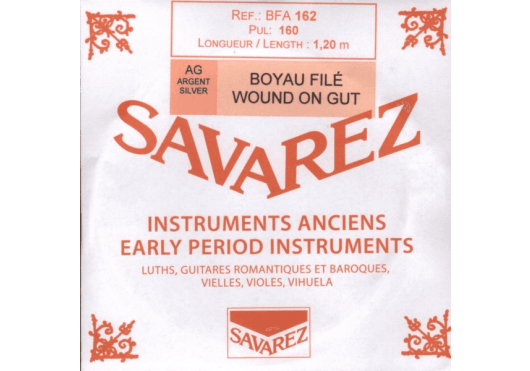 REF.: BFA 162
PUL: 160
LONGUEUR / LENGTH : 1,20 m
AG
ARGENT
SILVER
BOYAU FILÉ
WOUND ON GUT
SAVAREZ
INSTRUMENTS ANCIENS
EARLY PERIOD INSTRUMENTS
LUTHS, GUITARES ROMANTIQUES ET BAROQUES,
VIELLES, VIOLES, VIHUELA
SAVAREZ